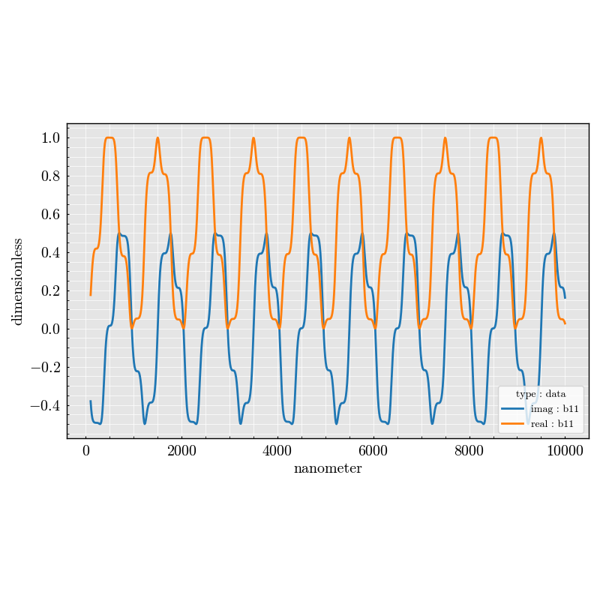 1.0
0.8
0.6
0.4
0.2
0.0
−0.2
−0.4
dimensionless
0
2000
4000
6000
8000
10000
nanometer
type : data
imag : b11
real : b11